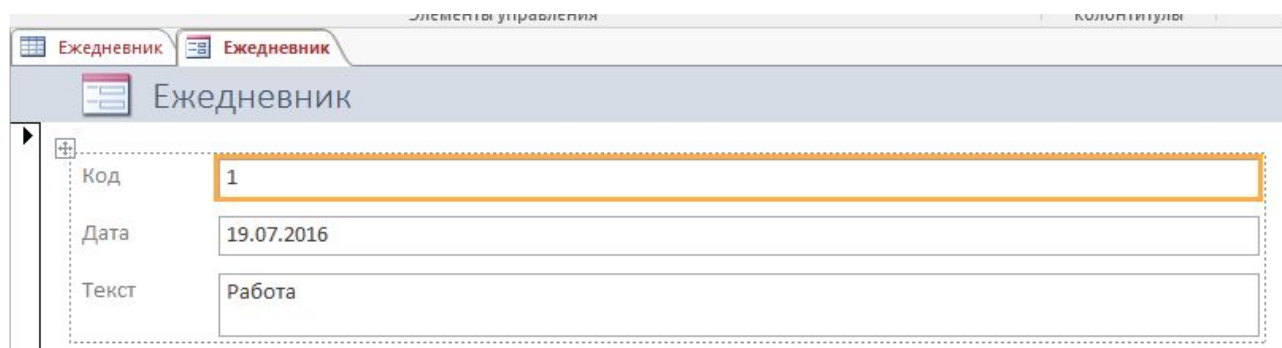 Элементы управления Колонтитулы
Ежедневник Ежедневник
Ежедневник
Код 1
Дата 19.07.2016
Текст Работа